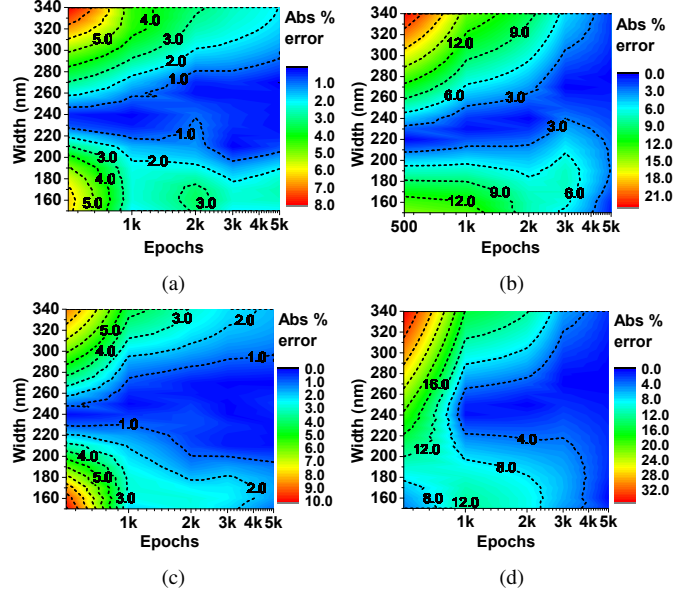 340
320
300
280
260
240
220
200
180
160
Width (nm)
5.0
4.0
3.0
2.0
1.0
1.0
3.0
2.0
4.0
5.0
3.0
1k
2k
3k
4k
5k
Epochs
Abs %
error
1.0
2.0
3.0
4.0
5.0
6.0
7.0
8.0
(a)
340
320
300
280
260
240
220
200
180
160
Width (nm)
12.0
9.0
6.0
3.0
3.0
9.0
6.0
12.0
500
1k
2k
3k
4k
5k
Epochs
Abs %
error
0.0
3.0
6.0
9.0
12.0
15.0
18.0
21.0
(b)
340
320
300
280
260
240
220
200
180
160
Width (nm)
5.0
3.0
2.0
4.0
1.0
1.0
4.0
5.0
3.0
2.0
1k
2k
3k
4k
5k
Epochs
Abs %
error
0.0
1.0
2.0
3.0
4.0
5.0
6.0
7.0
8.0
9.0
10.0
(c)
340
320
300
280
260
240
220
200
180
160
Width (nm)
16.0
12.0
4.0
8.0
8.0
12.0
1k
2k
3k
4k
5k
Epochs
Abs %
error
0.0
4.0
8.0
12.0
16.0
20.0
24.0
28.0
32.0
(d)